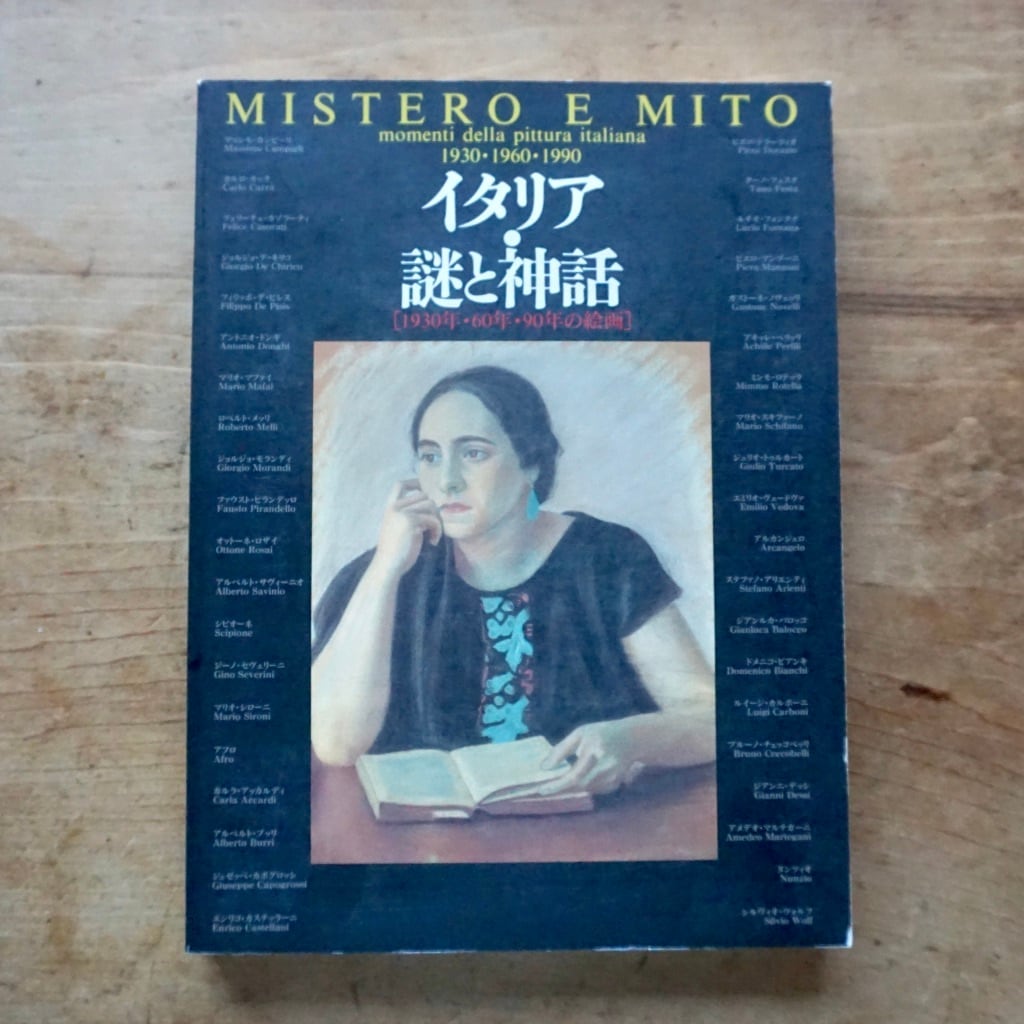 MISTERO E MITO
momenti della pittura italiana
1930・1960・1990
イタリア・
謎と神話
[1930年・60年・90年の絵画]
マッシモ・カンピーリ
Massimo Campigli
カルロ・カッラ
Carlo Carrà
フェリーチェ・カゾラーティ
Felice Casorati
ジョルジョ・デ・キリコ
Giorgio De Chirico
フィリッポ・デ・ピシス
Filippo De Pisis
アントニオ・ドンギ
Antonio Donghi
マリオ・マファイ
Mario Mafai
ロベルト・メッリ
Roberto Melli
ジョルジョ・モランディ
Giorgio Morandi
ファウスト・ピランデッロ
Fausto Pirandello
オットーネ・ロザイ
Ottone Rosai
アルベルト・サヴィーニオ
Alberto Savinio
シピオーネ
Scipione
ジーノ・セヴェリーニ
Gino Severini
マリオ・シローニ
Mario Sironi
アフロ
Afro
カルラ・アッカルディ
Carla Accardi
アルベルト・ブッリ
Alberto Burri
ジュゼッペ・カポグロッシ
Giuseppe Capogrossi
エンリコ・カステッラーニ
Enrico Castellani
ピエロ・ドラーツィオ
Piero Dorazio
ターノ・フェスタ
Tano Festa
ルチオ・フォンタナ
Lucio Fontana
ピエロ・マンゾーニ
Piero Manzoni
ガストーネ・ノヴェッリ
Gastone Novelli
アキッレ・ペリッリ
Achille Perilli
ミンモ・ロテッラ
Mimmo Rotella
マリオ・スキファーノ
Mario Schifano
ジュリオ・トゥルカート
Giulio Turcato
エミリオ・ヴェードヴァ
Emilio Vedova
アルカンジェロ
Arcangelo
ステファノ・アリエンティ
Stefano Arienti
ジアンルカ・バロッコ
Gianluca Balocco
ドメニコ・ビアンキ
Domenico Bianchi
ルイージ・カルボーニ
Luigi Carboni
ブルーノ・チェッコベッリ
Bruno Ceccobelli
ジアンニ・デッシ
Gianni Dessi
アメデオ・マルテガーニ
Amedeo Martegani
ヌンツィオ
Nunzio
シルヴィオ・ヴォルフ
Silvio Wolf